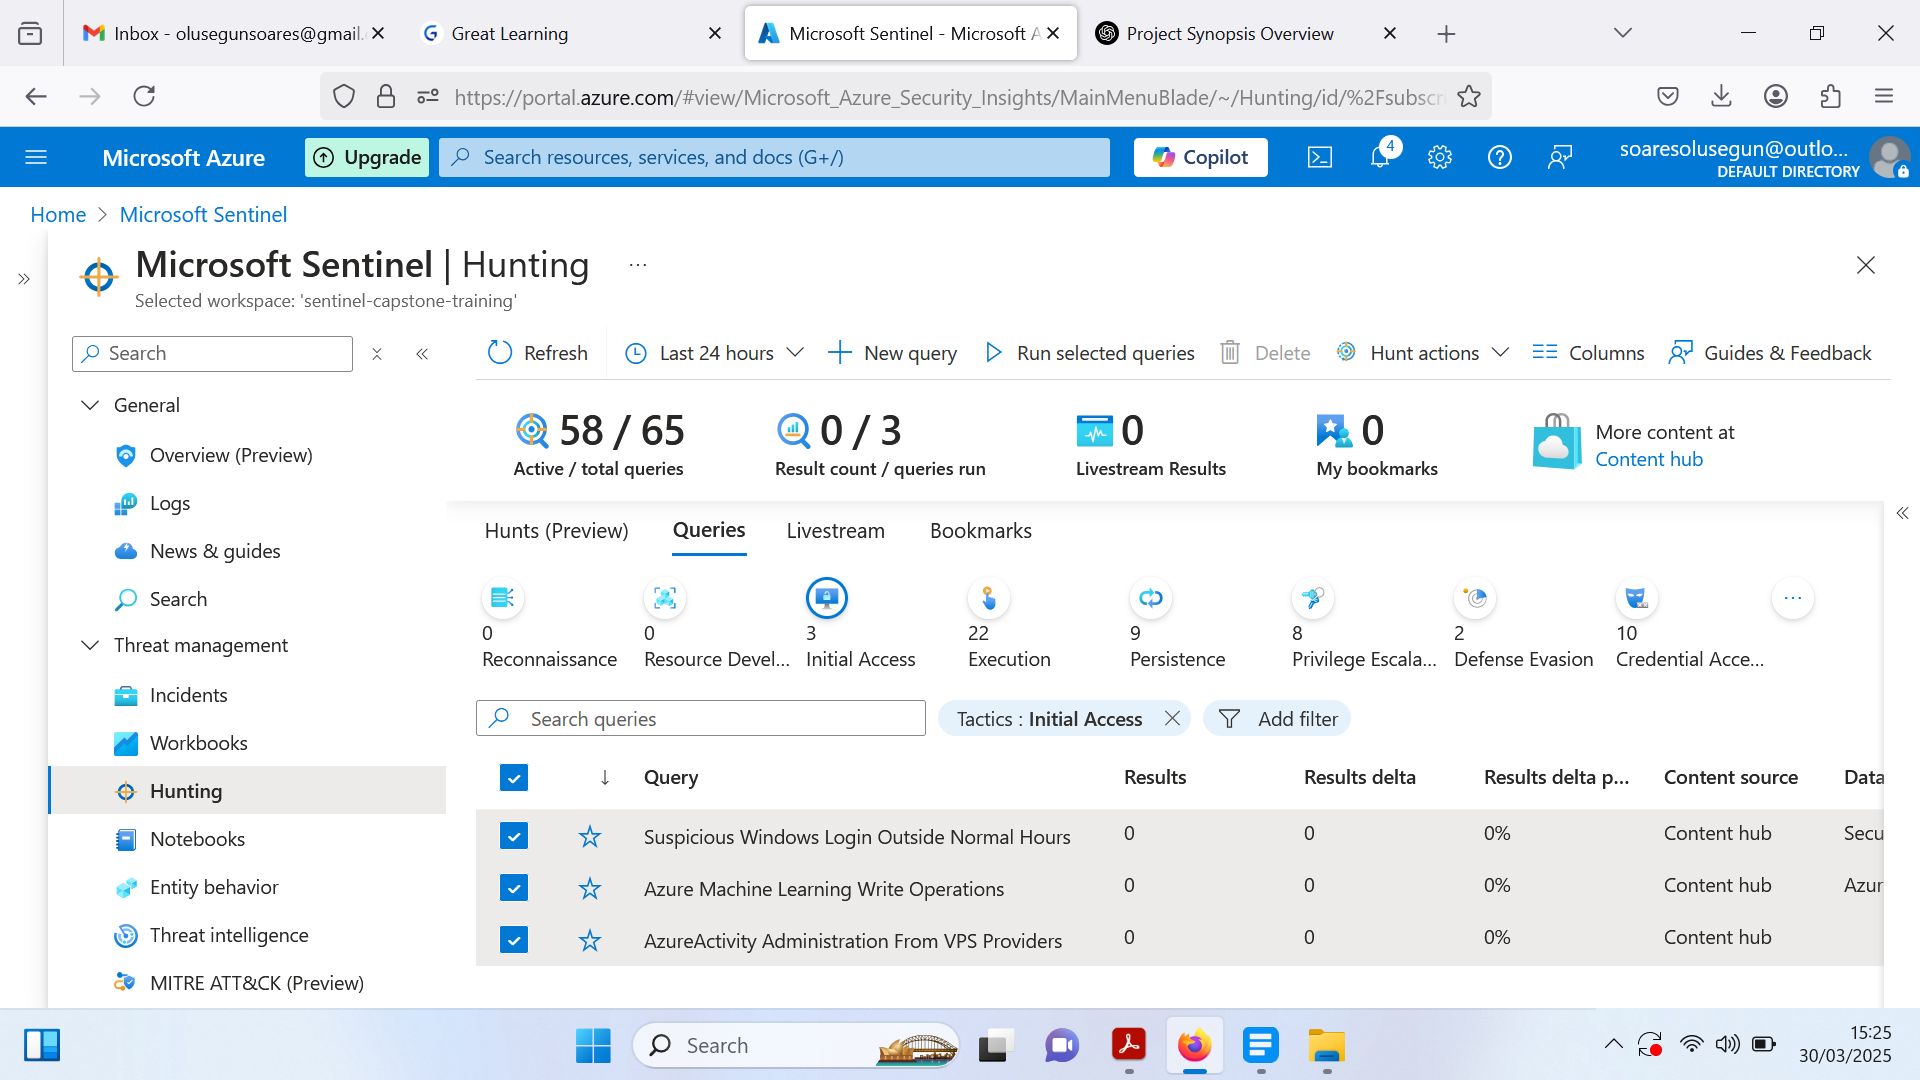 Inbox - olusegunsoares@gmail.c
Great Learning
Microsoft Sentinel - Microsoft A
Project Synopsis Overview
https://portal.azure.com/#view/Microsoft_Azure_Security_Insights/MainMenuBlade/~/Hunting/id/%2Fsubscri
Microsoft Azure
Upgrade
Search resources, services, and docs (G+/)
Copilot
4
soaresolusegun@outlo...
DEFAULT DIRECTORY
Home > Microsoft Sentinel
Microsoft Sentinel | Hunting ...
Selected workspace: 'sentinel-capstone-training'
Search
Refresh
Last 24 hours
New query
Run selected queries
Delete
Hunt actions
Columns
Guides & Feedback
General
Overview (Preview)
Logs
News & guides
Search
Threat management
Incidents
Workbooks
Hunting
Notebooks
Entity behavior
Threat intelligence
MITRE ATT&CK (Preview)
58 / 65
Active / total queries
0 / 3
Result count / queries run
0
Livestream Results
0
My bookmarks
More content at
Content hub
Hunts (Preview)
Queries
Livestream
Bookmarks
0
Reconnaissance
0
Resource Devel...
3
Initial Access
22
Execution
9
Persistence
8
Privilege Escala...
2
Defense Evasion
10
Credential Acce...
...
Search queries
Tactics : Initial Access
Add filter
Query Results Results delta Results delta p... Content source Data
Suspicious Windows Login Outside Normal Hours 0 0 0% Content hub Secu
Azure Machine Learning Write Operations 0 0 0% Content hub Azur
AzureActivity Administration From VPS Providers 0 0 0% Content hub
Search
15:25
30/03/2025